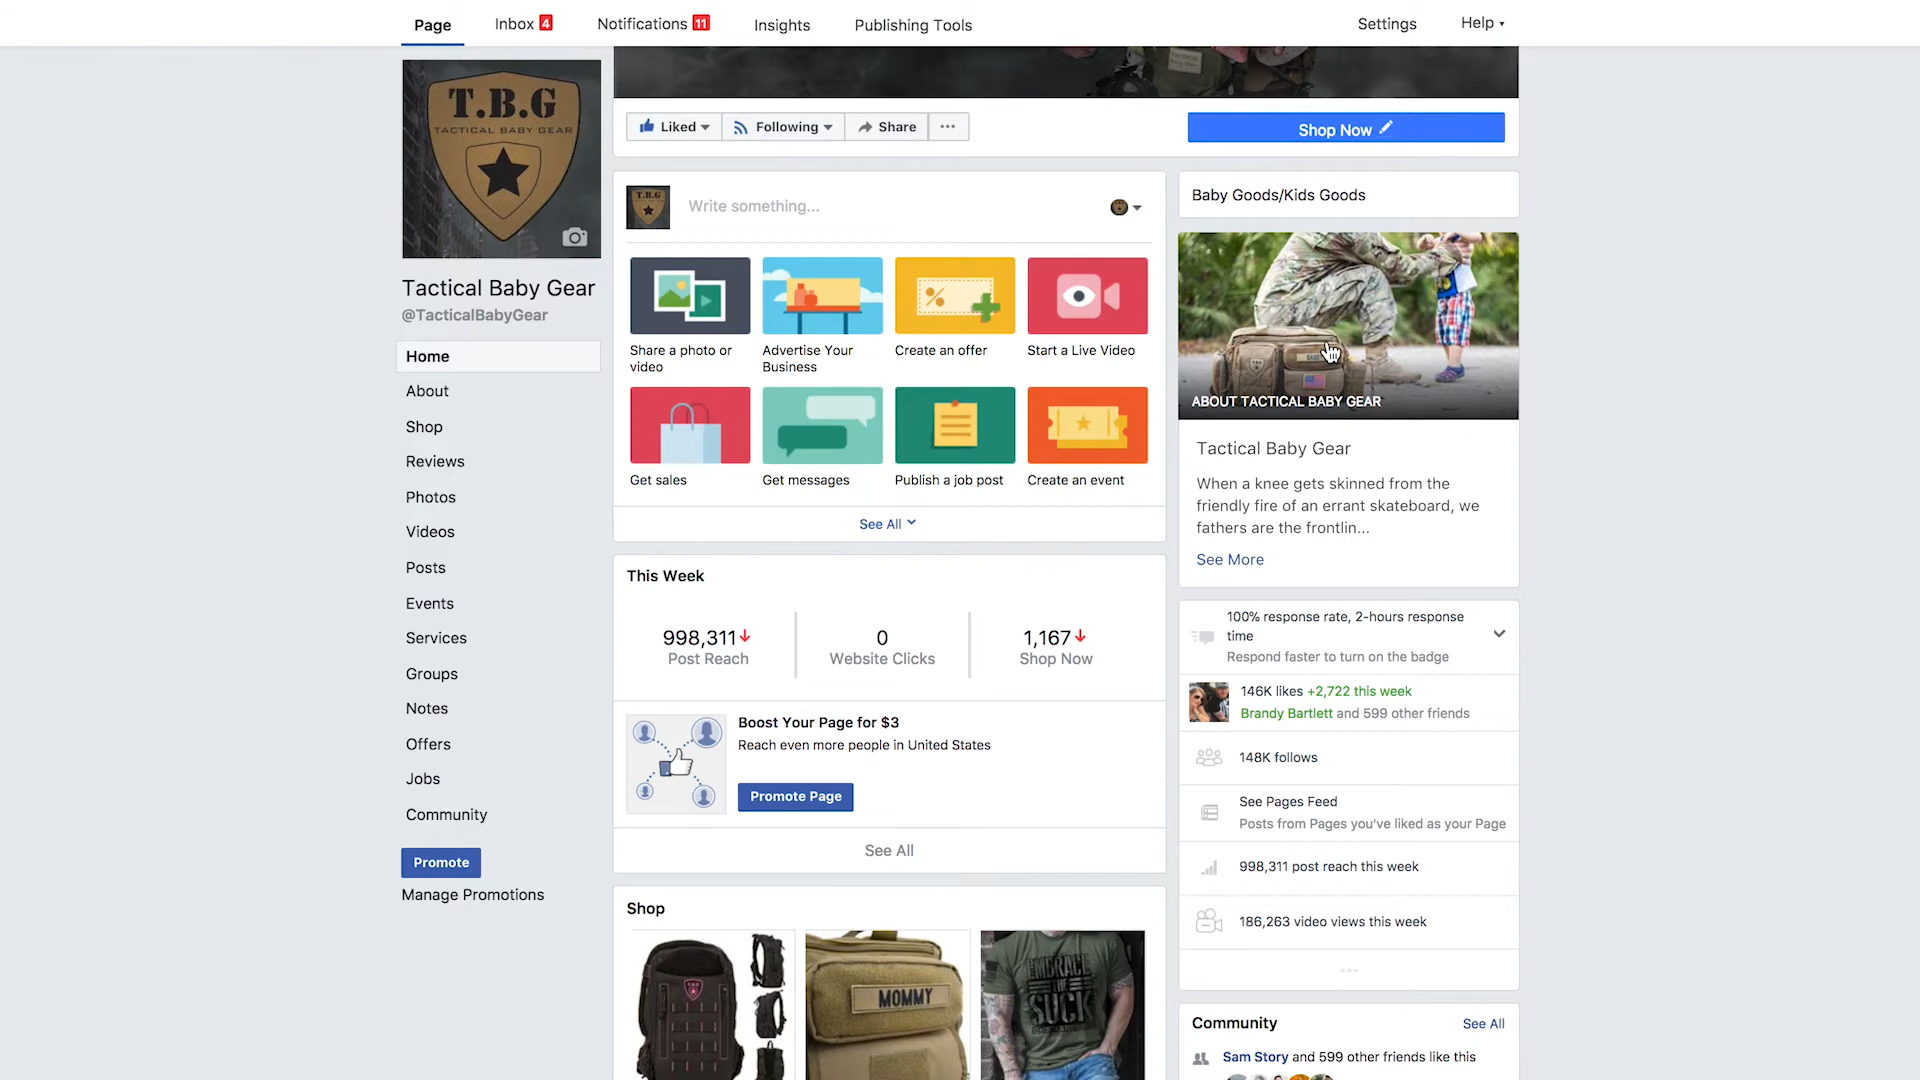 Page
Inbox 4
Notifications 11
Insights
Publishing Tools
Settings
Help
T.B.G
TACTICAL BABY GEAR
Tactical Baby Gear
@TacticalBabyGear
Home
About
Shop
Reviews
Photos
Videos
Posts
Events
Services
Groups
Notes
Offers
Jobs
Community
Promote
Manage Promotions
Liked
Following
Share
Shop Now
T.B.G
Write something...
Share a photo or
video
Advertise Your
Business
Create an offer
Start a Live Video
Get sales
Get messages
Publish a job post
Create an event
See All
This Week
998,311
Post Reach
0
Website Clicks
1,167
Shop Now
Boost Your Page for $3
Reach even more people in United States
Promote Page
See All
Shop
MOMMY
EMBRACE
THE
SUCK
Baby Goods/Kids Goods
ABOUT TACTICAL BABY GEAR
Tactical Baby Gear
When a knee gets skinned from the
friendly fire of an errant skateboard, we
fathers are the frontlin...
See More
100% response rate, 2-hours response
time
Respond faster to turn on the badge
146K likes +2,722 this week
Brandy Bartlett and 599 other friends
148K follows
See Pages Feed
Posts from Pages you've liked as your Page
998,311 post reach this week
186,263 video views this week
Community
See All
Sam Story and 599 other friends like this